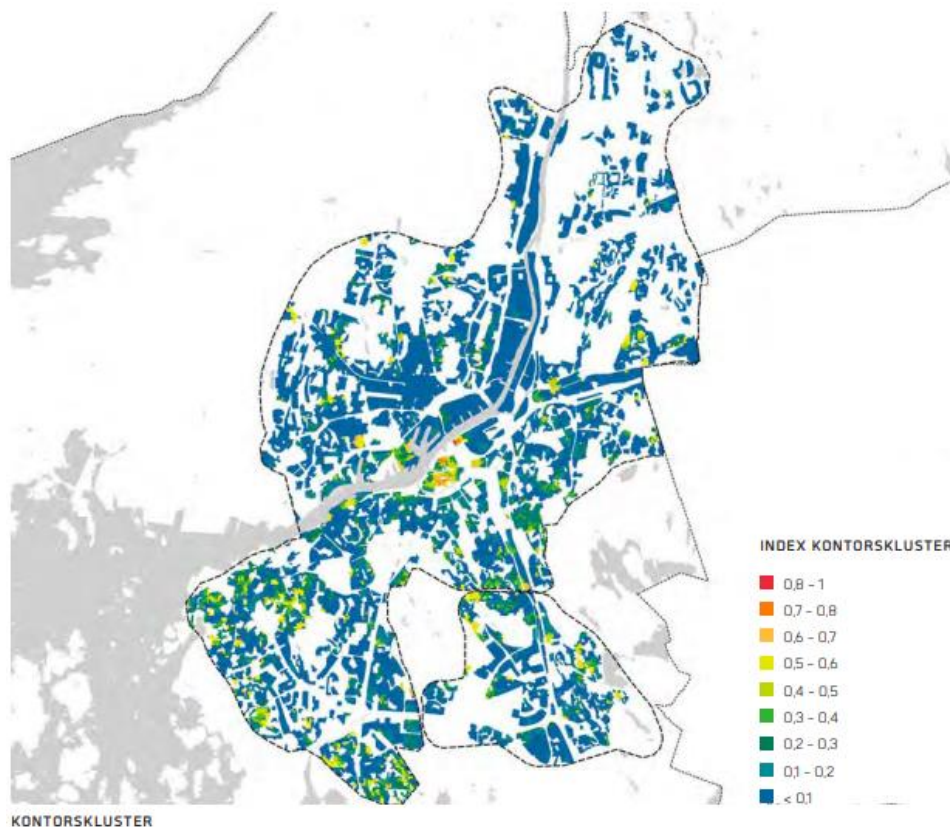 INDEX KONTORSKLUSTER
0,8 - 1
0,7 - 0,8
0,6 - 0,7
0,5 - 0,6
0,4 - 0,5
0,3 - 0,4
0,2 - 0,3
0,1 - 0,2
< 0,1
KONTORSKLUSTER